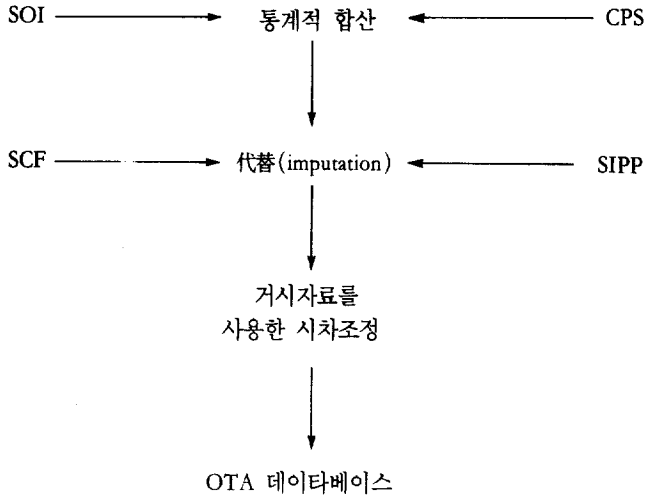 SOI 통계적 합산 CPS
SCF 代替(imputation) SIPP
거시자료를
사용한 시차조정
OTA 데이타베이스